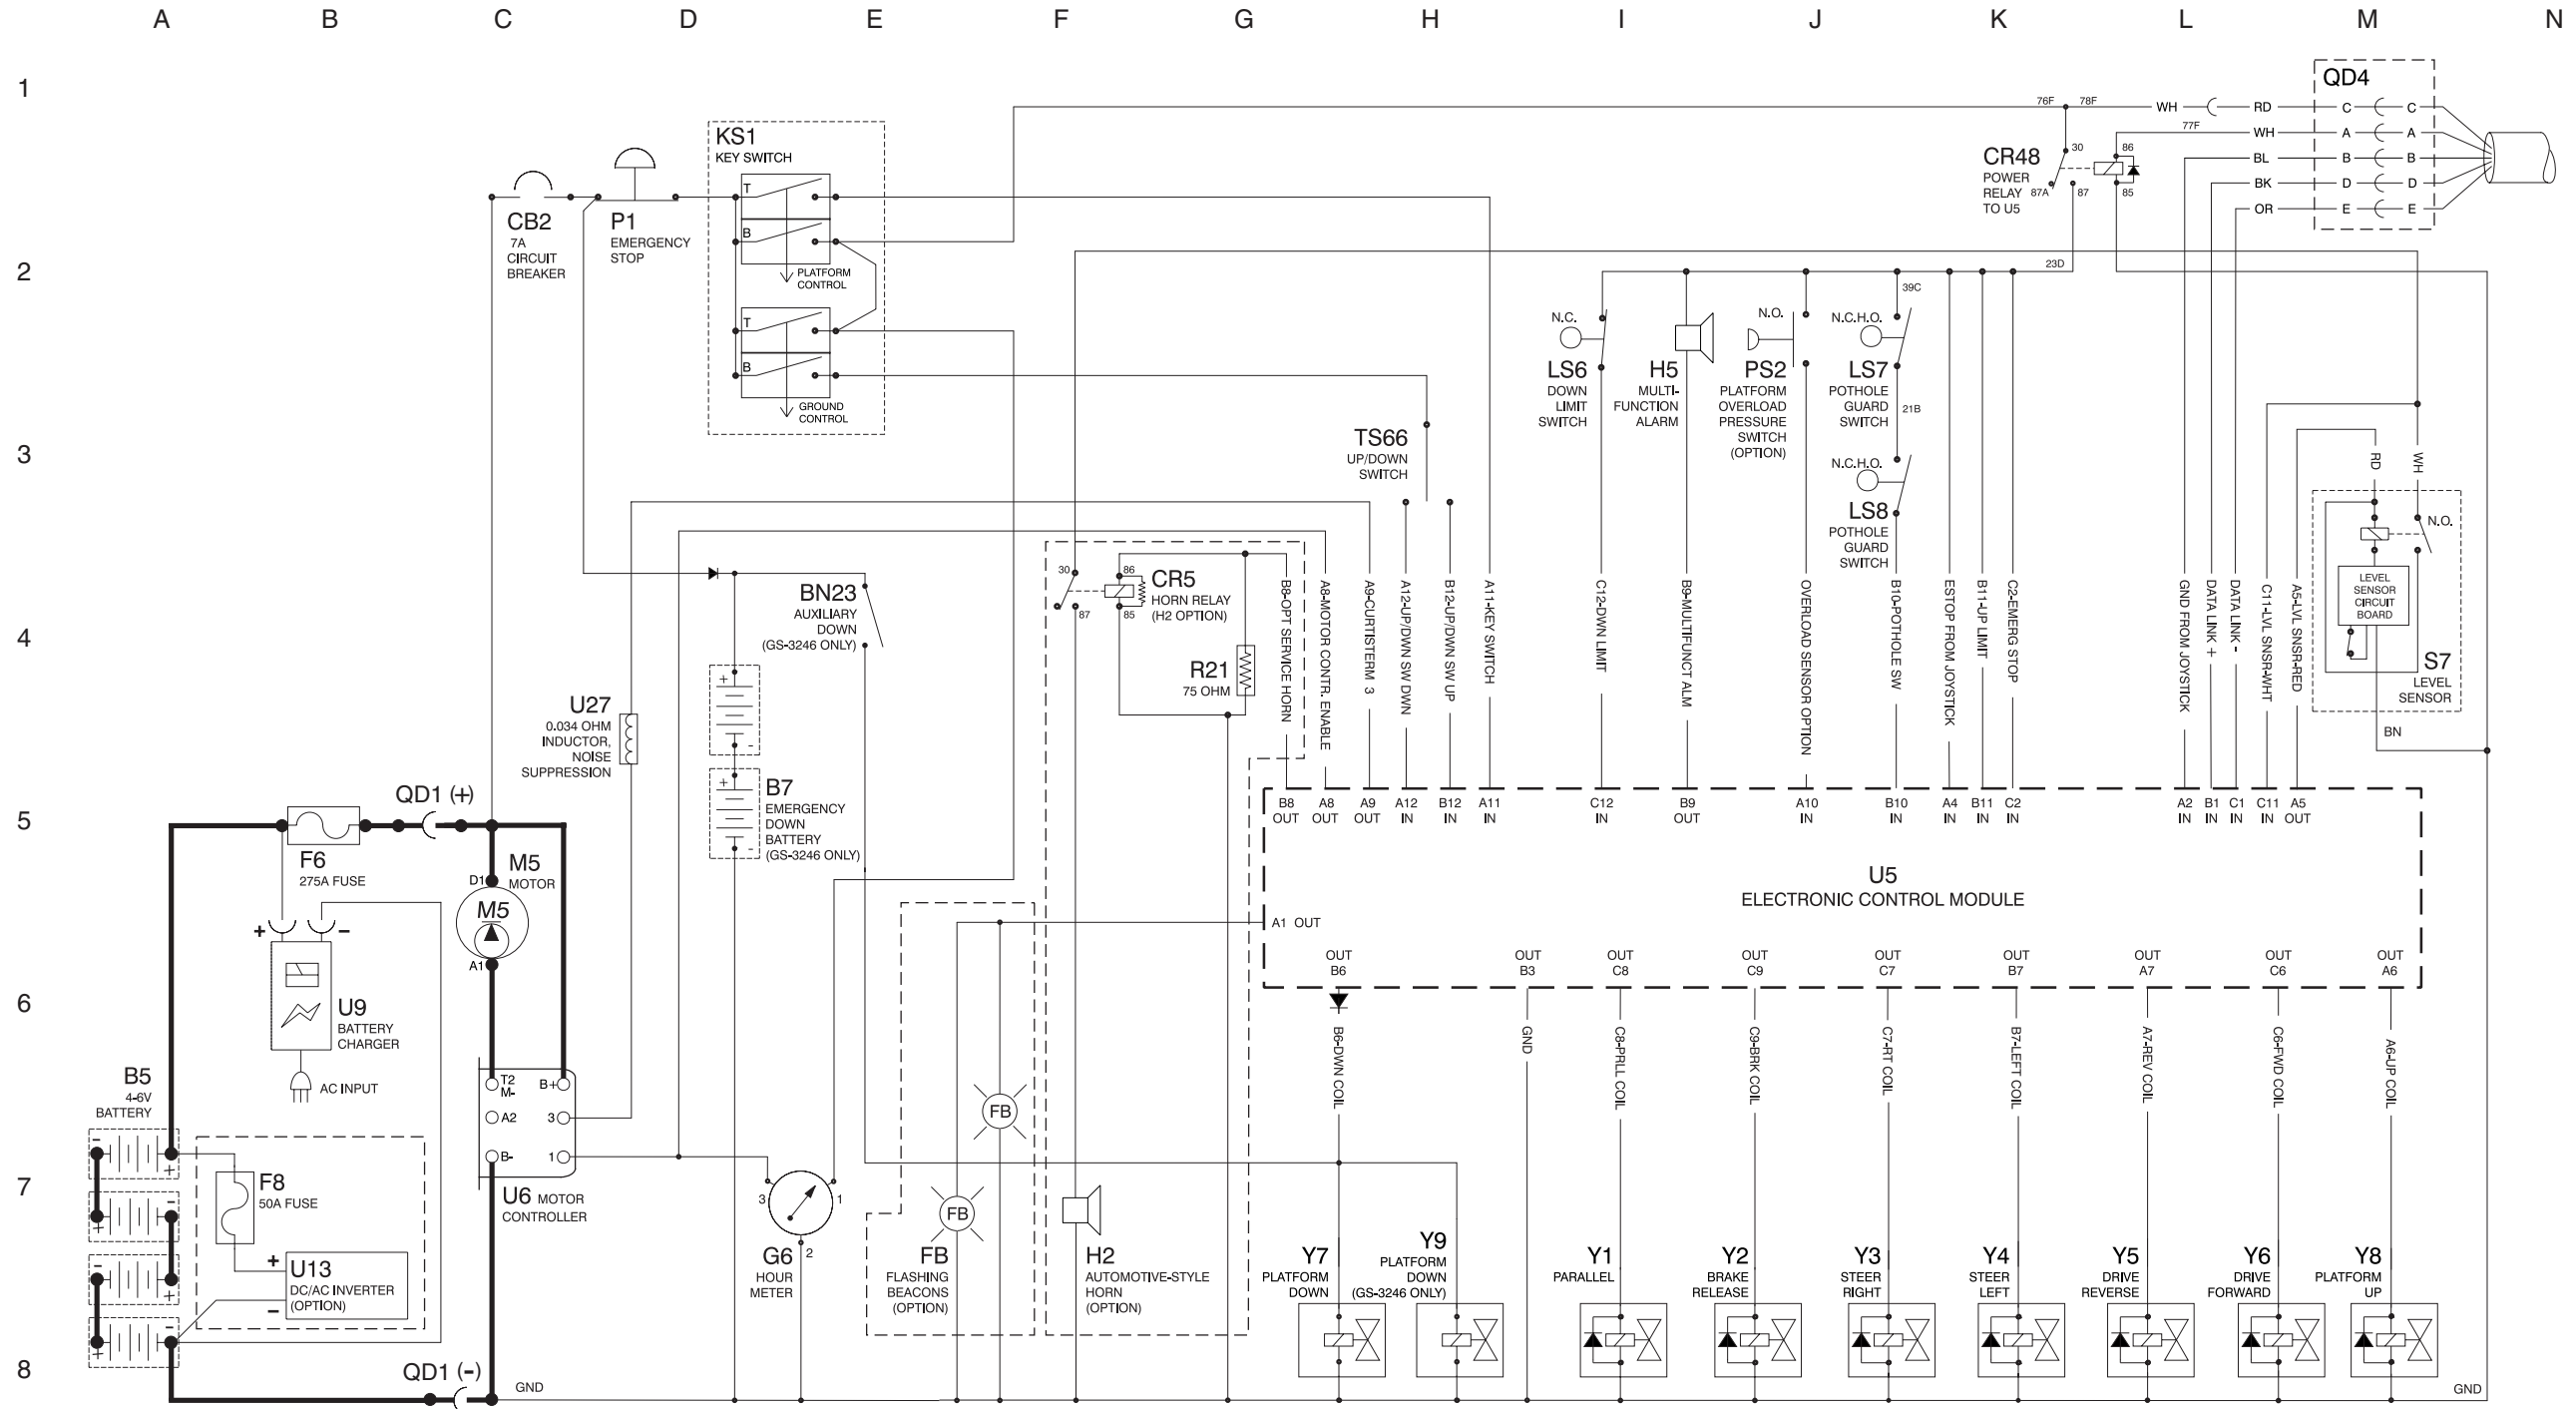 A B C D E F G H I J K L M N
1
2
3
4
5
6
7
8
QD4
76F 78F WH RD C C
77F WH A A
BL B B
BK D D
OR E E
KS1
KEY SWITCH
T
B
PLATFORM
CONTROL
T
B
GROUND
CONTROL
CB2
7A
CIRCUIT
BREAKER
P1
EMERGENCY
STOP
CR48
POWER
RELAY
TO U5
30
87A
87
86
85
23D
N.C.
LS6
DOWN
LIMIT
SWITCH
H5
MULTI-
FUNCTION
ALARM
N.O.
PS2
PLATFORM
OVERLOAD
PRESSURE
SWITCH
(OPTION)
39C
N.C.H.O.
LS7
POTHOLE
GUARD
SWITCH
21B
N.C.H.O.
LS8
POTHOLE
GUARD
SWITCH
TS66
UP/DOWN
SWITCH
RD
WH
N.O.
LEVEL
SENSOR
CIRCUIT
BOARD
S7
LEVEL
SENSOR
BN
BN23
AUXILIARY
DOWN
(GS-3246 ONLY)
30
87
86
85
CR5
HORN RELAY
(H2 OPTION)
R21
75 OHM
U27
0.034 OHM
INDUCTOR,
NOISE
SUPPRESSION
+
-
+
-
B7
EMERGENCY
DOWN
BATTERY
(GS-3246 ONLY)
B8-OPT SERVICE HORN
A8-MOTOR CONTR. ENABLE
A9-CURTISTERM 3
A12-UP/DWN SW DWN
B12-UP/DWN SW UP
A11-KEY SWITCH
C12-DWN LIMIT
B9-MULTIFUNCT ALM
OVERLOAD SENSOR OPTION
B10-POTHOLE SW
ESTOP FROM JOYSTICK
B11-UP LIMIT
C2-EMERG STOP
GND FROM JOYSTICK
DATA LINK +
DATA LINK -
C11-LVL SNSR-WHT
A5-LVL SNSR-RED
B8 A8 A9 A12 B12 A11 C12 B9 A10 B10 A4 B11 C2 A2 B1 C1 C11 A5
OUT OUT OUT IN IN IN IN OUT IN IN IN IN IN IN IN IN IN OUT
U5
ELECTRONIC CONTROL MODULE
A1 OUT
OUT OUT OUT OUT OUT OUT OUT OUT OUT
B6 B3 C8 C9 C7 B7 A7 C6 A6
B6-DWN COIL
GND
C8-PRLL COIL
C9-BRK COIL
C7-RT COIL
B7-LEFT COIL
A7-REV COIL
C6-FWD COIL
A6-UP COIL
QD1 (+)
F6
275A FUSE
M5
MOTOR
D1
M5
A1
+
−
U9
BATTERY
CHARGER
AC INPUT
B5
4-6V
BATTERY
-
+
-
+
-
+
-
+
F8
50A FUSE
+
U13
DC/AC INVERTER
(OPTION)
−
T2
M-
B+
A2
3
B-
1
U6 MOTOR
CONTROLLER
3
1
2
G6
HOUR
METER
FB
FB
FB
FLASHING
BEACONS
(OPTION)
H2
AUTOMOTIVE-STYLE
HORN
(OPTION)
Y7
PLATFORM
DOWN
Y9
PLATFORM
DOWN
(GS-3246 ONLY)
Y1
PARALLEL
Y2
BRAKE
RELEASE
Y3
STEER
RIGHT
Y4
STEER
LEFT
Y5
DRIVE
REVERSE
Y6
DRIVE
FORWARD
Y8
PLATFORM
UP
QD1 (-)
GND
GND